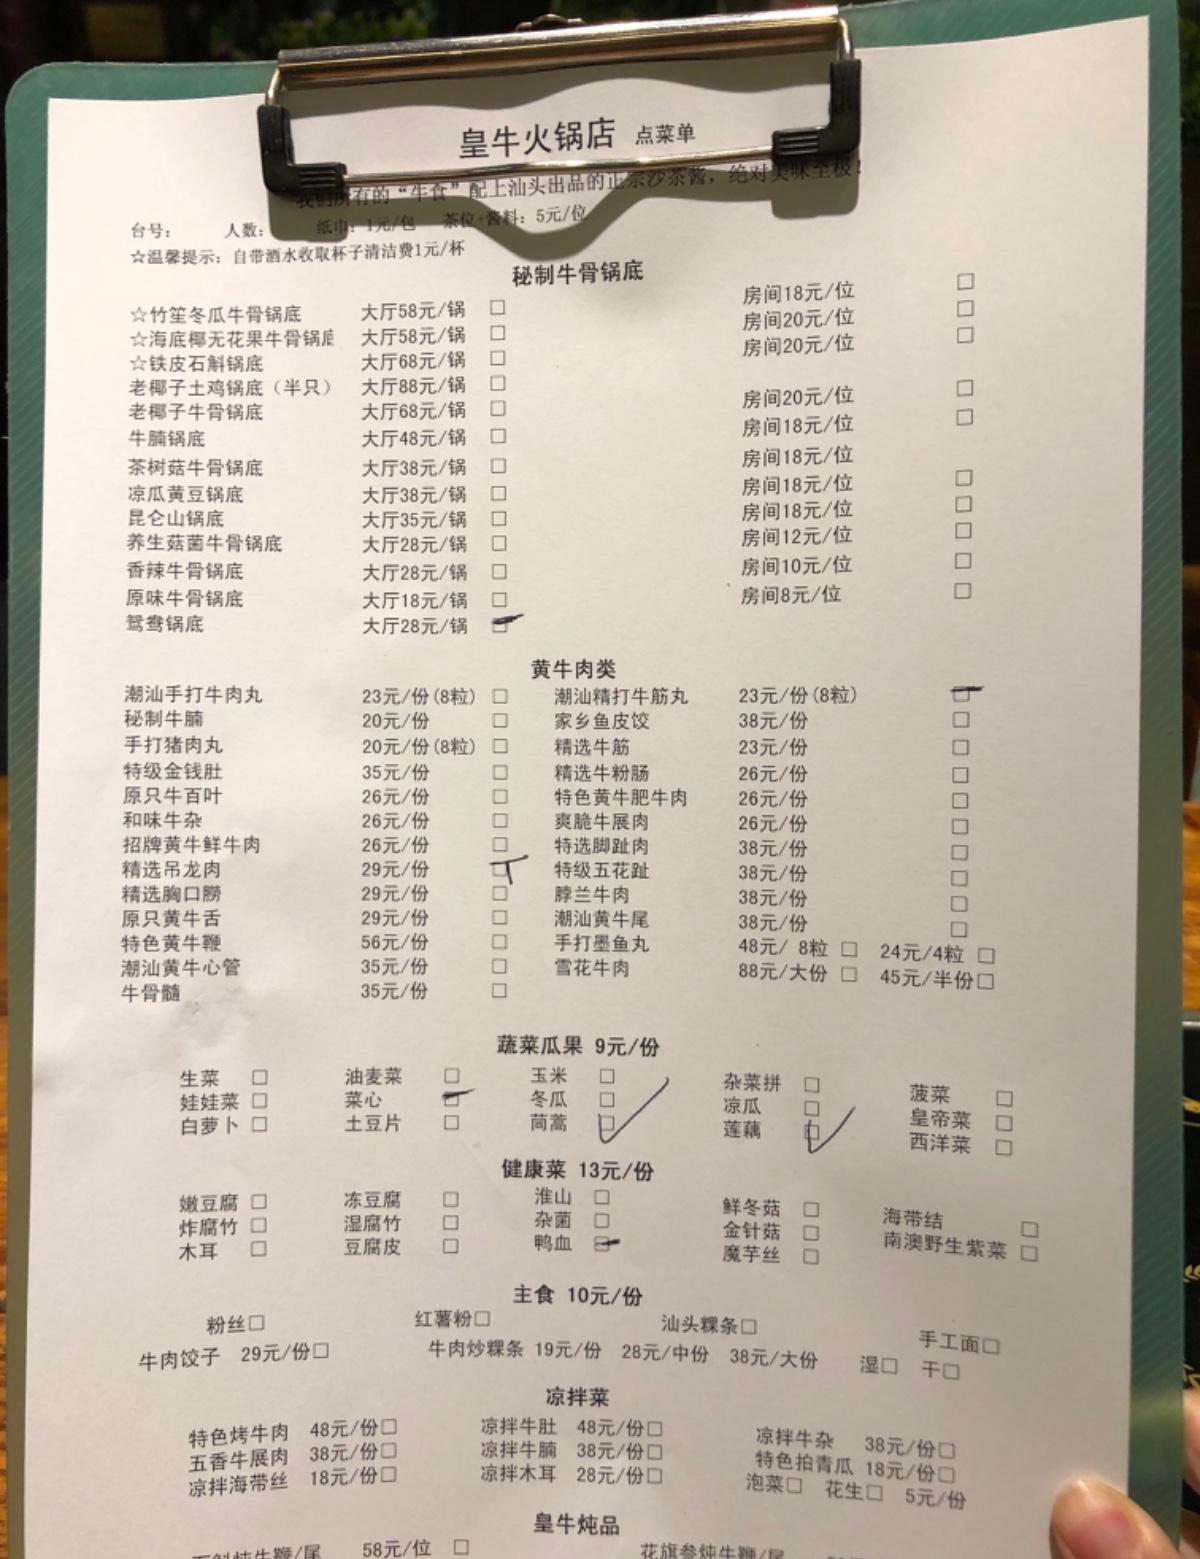 皇牛火锅店 点菜单
我们所有的“牛食”配上汕头出品的正宗沙茶酱，绝对美味至极！
台号： 人数： 纸巾：1元/包 茶位+酱料：5元/位
☆温馨提示：自带酒水收取杯子清洁费1元/杯
秘制牛骨锅底
☆竹笙冬瓜牛骨锅底 大厅58元/锅 □ 房间18元/位 □
☆海底椰无花果牛骨锅底 大厅58元/锅 □ 房间20元/位 □
☆铁皮石斛锅底 大厅68元/锅 □ 房间20元/位 □
老椰子土鸡锅底（半只） 大厅88元/锅 □
老椰子牛骨锅底 大厅68元/锅 □ 房间20元/位 □
牛腩锅底 大厅48元/锅 □ 房间18元/位 □
茶树菇牛骨锅底 大厅38元/锅 □ 房间18元/位
凉瓜黄豆锅底 大厅38元/锅 □ 房间18元/位 □
昆仑山锅底 大厅35元/锅 □ 房间18元/位 □
养生菇菌牛骨锅底 大厅28元/锅 □ 房间12元/位 □
香辣牛骨锅底 大厅28元/锅 □ 房间10元/位 □
原味牛骨锅底 大厅18元/锅 □ 房间8元/位 □
鸳鸯锅底 大厅28元/锅 □
黄牛肉类
潮汕手打牛肉丸 23元/份(8粒) □ 潮汕精打牛筋丸 23元/份(8粒) □
秘制牛腩 20元/份 □ 家乡鱼皮饺 38元/份 □
手打猪肉丸 20元/份(8粒) □ 精选牛筋 23元/份 □
特级金钱肚 35元/份 □ 精选牛粉肠 26元/份 □
原只牛百叶 26元/份 □ 特色黄牛肥牛肉 26元/份 □
和味牛杂 26元/份 □ 爽脆牛展肉 26元/份 □
招牌黄牛鲜牛肉 26元/份 □ 特选脚趾肉 38元/份 □
精选吊龙肉 29元/份 □ 特级五花趾 38元/份 □
精选胸口朥 29元/份 □ 脖兰牛肉 38元/份 □
原只黄牛舌 29元/份 □ 潮汕黄牛尾 38元/份 □
特色黄牛鞭 56元/份 □ 手打墨鱼丸 48元/ 8粒 □ 24元/4粒 □
潮汕黄牛心管 35元/份 □ 雪花牛肉 88元/大份 □ 45元/半份□
牛骨髓 35元/份 □
蔬菜瓜果 9元/份
生菜 □ 油麦菜 □ 玉米 □ 杂菜拼 □ 菠菜 □
娃娃菜 □ 菜心 □ 冬瓜 □ 凉瓜 □ 皇帝菜 □
白萝卜 □ 土豆片 □ 茼蒿 □ 莲藕 □ 西洋菜 □
健康菜 13元/份
嫩豆腐 □ 冻豆腐 □ 淮山 □ 鲜冬菇 □ 海带结 □
炸腐竹 □ 湿腐竹 □ 杂菌 □ 金针菇 □ 南澳野生紫菜 □
木耳 □ 豆腐皮 □ 鸭血 □ 魔芋丝 □
主食 10元/份
粉丝□ 红薯粉□ 汕头粿条□ 手工面□
牛肉饺子 29元/份□ 牛肉炒粿条 19元/份 28元/中份 38元/大份 湿□ 干□
凉拌菜
特色烤牛肉 48元/份□ 凉拌牛肚 48元/份□ 凉拌牛杂 38元/份□
五香牛展肉 38元/份□ 凉拌牛腩 38元/份□ 特色拍青瓜 18元/份□
凉拌海带丝 18元/份□ 凉拌木耳 28元/份□ 泡菜□ 花生□ 5元/份
皇牛炖品
石斛炖牛鞭/尾 58元/位 □ 花旗参炖牛鞭/尾